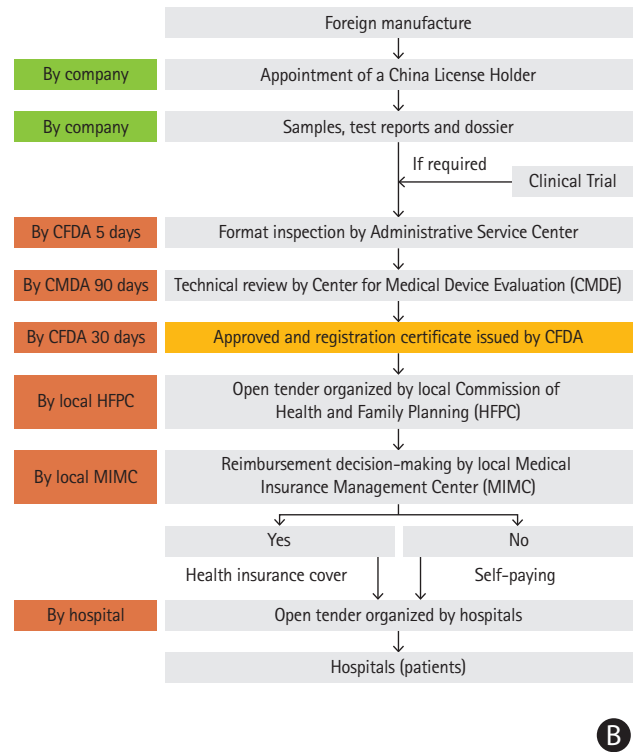 Foreign manufacture
By company
Appointment of a China License Holder
By company
Samples, test reports and dossier
If required
Clinical Trial
By CFDA 5 days
Format inspection by Administrative Service Center
By CMDA 90 days
Technical review by Center for Medical Device Evaluation (CMDE)
By CFDA 30 days
Approved and registration certificate issued by CFDA
By local HFPC
Open tender organized by local Commission of
Health and Family Planning (HFPC)
By local MIMC
Reimbursement decision-making by local Medical
Insurance Management Center (MIMC)
Yes
No
Health insurance cover
Self-paying
By hospital
Open tender organized by hospitals
Hospitals (patients)
B